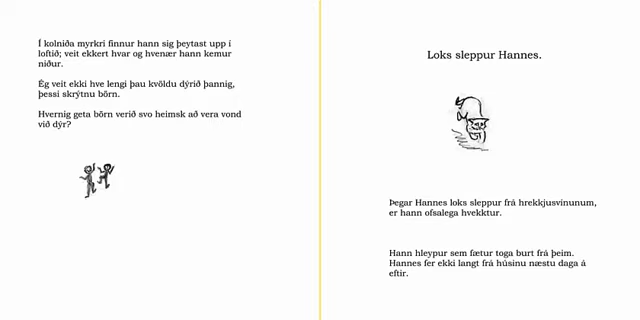 Í kolniða myrkri finnur hann sig þeytast upp í
loftið; veit ekkert hvar og hvenær hann kemur
niður.
Ég veit ekki hve lengi þau kvöldu dýrið þannig,
þessi skrýtnu börn.
Hvernig geta börn verið svo heimsk að vera vond
við dýr?
Loks sleppur Hannes.
Þegar Hannes loks sleppur frá hrekkjusvínunum,
er hann ofsalega hvekktur.
Hann hleypur sem fætur toga burt frá þeim.
Hannes fer ekki langt frá húsinu næstu daga á
eftir.